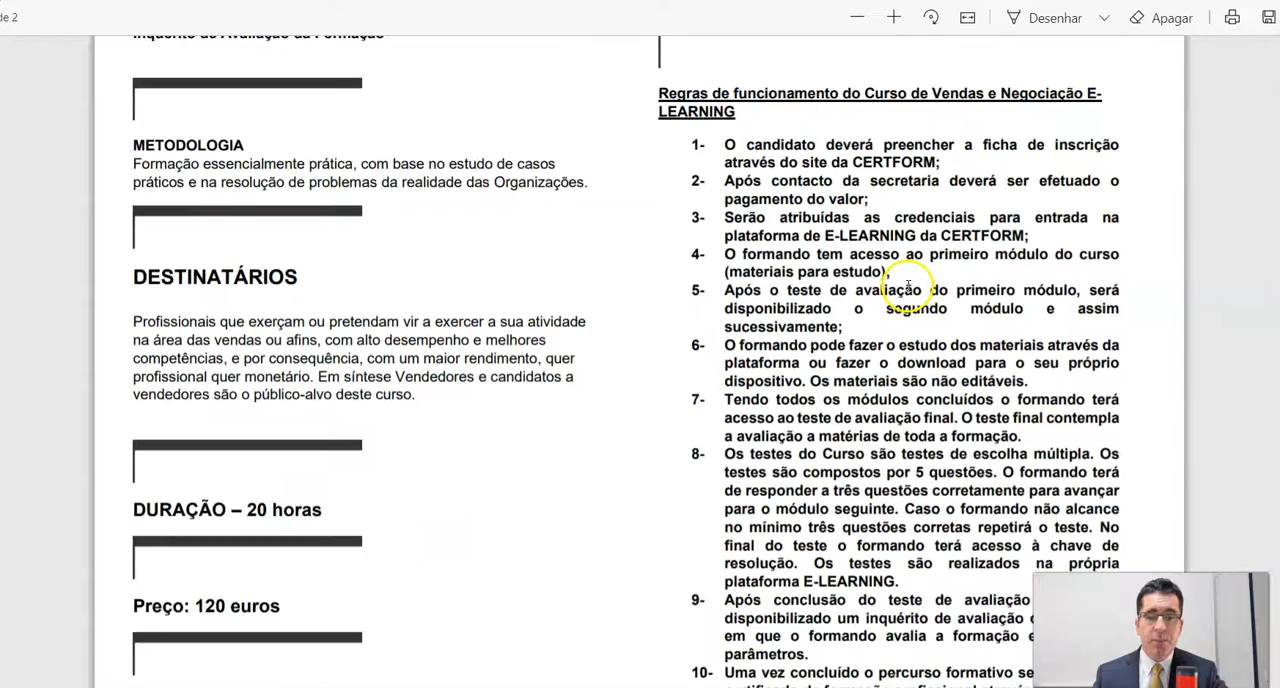 de 2
Desenhar
Apagar
Inquérito de Avaliação da Formação
METODOLOGIA
Formação essencialmente prática, com base no estudo de casos
práticos e na resolução de problemas da realidade das Organizações.
DESTINATÁRIOS
Profissionais que exerçam ou pretendam vir a exercer a sua atividade
na área das vendas ou afins, com alto desempenho e melhores
competências, e por consequência, com um maior rendimento, quer
profissional quer monetário. Em síntese Vendedores e candidatos a
vendedores são o público-alvo deste curso.
DURAÇÃO – 20 horas
Preço: 120 euros
Regras de funcionamento do Curso de Vendas e Negociação E-
LEARNING
1- O candidato deverá preencher a ficha de inscrição
através do site da CERTFORM;
2- Após contacto da secretaria deverá ser efetuado o
pagamento do valor;
3- Serão atribuídas as credenciais para entrada na
plataforma de E-LEARNING da CERTFORM;
4- O formando tem acesso ao primeiro módulo do curso
(materiais para estudo);
5- Após o teste de avaliação do primeiro módulo, será
disponibilizado o segundo módulo e assim
sucessivamente;
6- O formando pode fazer o estudo dos materiais através da
plataforma ou fazer o download para o seu próprio
dispositivo. Os materiais são não editáveis.
7- Tendo todos os módulos concluídos o formando terá
acesso ao teste de avaliação final. O teste final contempla
a avaliação a matérias de toda a formação.
8- Os testes do Curso são testes de escolha múltipla. Os
testes são compostos por 5 questões. O formando terá
de responder a três questões corretamente para avançar
para o módulo seguinte. Caso o formando não alcance
no mínimo três questões corretas repetirá o teste. No
final do teste o formando terá acesso à chave de
resolução. Os testes são realizados na própria
plataforma E-LEARNING.
9- Após conclusão do teste de avaliação
disponibilizado um inquérito de avaliação
em que o formando avalia a formação
parâmetros.
10- Uma vez concluído o percurso formativo
certificado de formação profissional